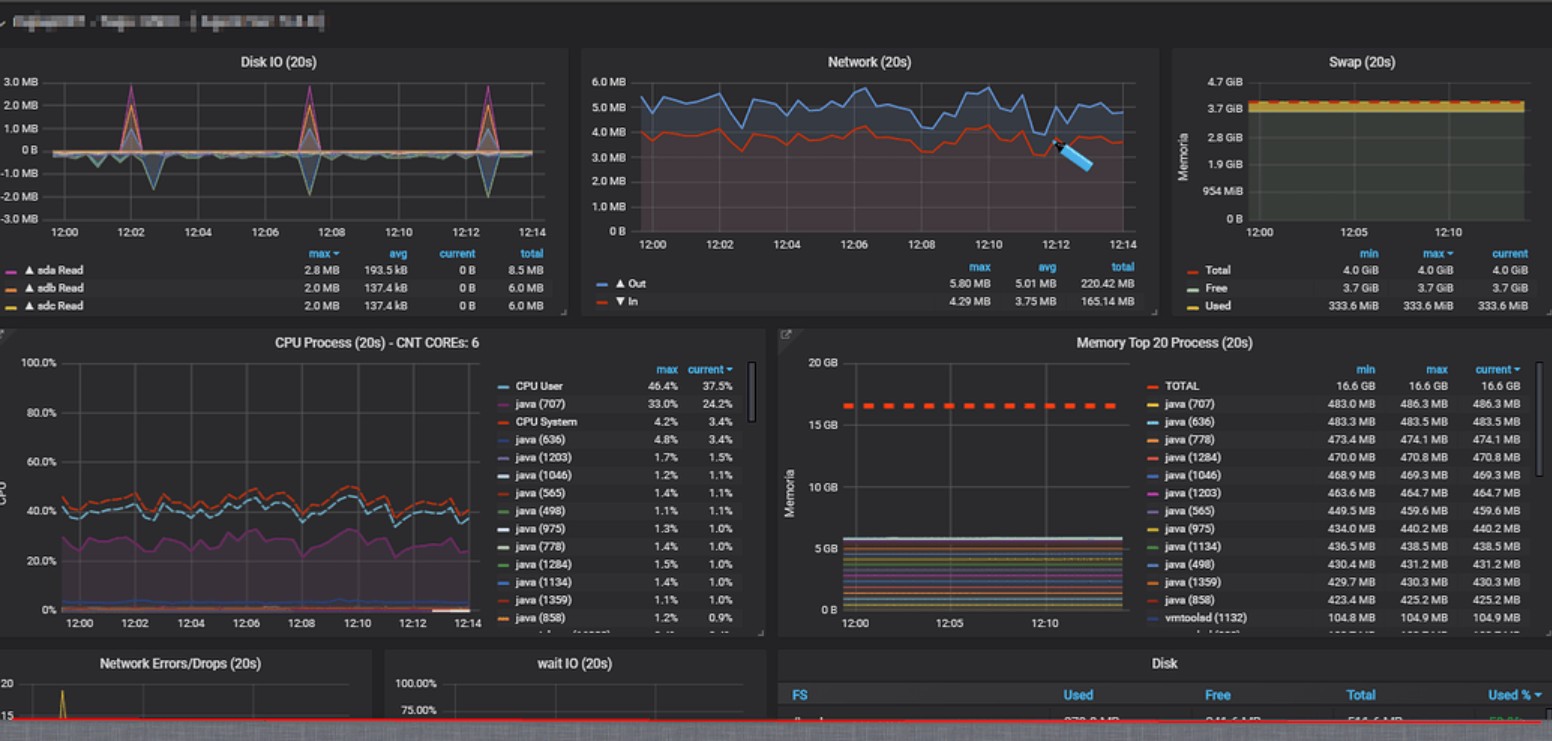 Disk IO (20s)
3.0 MB
2.0 MB
1.0 MB
0 B
-1.0 MB
-2.0 MB
-3.0 MB
12:00 12:02 12:04 12:06 12:08 12:10 12:12 12:14
max avg current total
▲ sda Read 2.8 MB 193.5 kB 0 B 8.5 MB
▲ sdb Read 2.0 MB 137.4 kB 0 B 6.0 MB
▲ sdc Read 2.0 MB 137.4 kB 0 B 6.0 MB
Network (20s)
6.0 MB
5.0 MB
4.0 MB
3.0 MB
2.0 MB
1.0 MB
0 B
12:00 12:02 12:04 12:06 12:08 12:10 12:12 12:14
max avg total
▲ Out 5.80 MB 5.01 MB 220.42 MB
▼ In 4.29 MB 3.75 MB 165.14 MB
Swap (20s)
Memoria
4.7 GiB
3.7 GiB
2.8 GiB
1.9 GiB
954 MiB
0 B
12:00 12:05 12:10
min max current
Total 4.0 GiB 4.0 GiB 4.0 GiB
Free 3.7 GiB 3.7 GiB 3.7 GiB
Used 333.6 MiB 333.6 MiB 333.6 MiB
CPU Process (20s) - CNT COREs: 6
CPU
100.0%
80.0%
60.0%
40.0%
20.0%
0%
12:00 12:02 12:04 12:06 12:08 12:10 12:12 12:14
max current
CPU User 46.4% 37.5%
java (707) 33.0% 24.2%
CPU System 4.2% 3.4%
java (636) 4.8% 3.4%
java (1203) 1.7% 1.5%
java (1046) 1.2% 1.1%
java (565) 1.4% 1.1%
java (498) 1.1% 1.1%
java (975) 1.3% 1.0%
java (778) 1.4% 1.0%
java (1284) 1.5% 1.0%
java (1134) 1.4% 1.0%
java (1359) 1.1% 1.0%
java (858) 1.2% 0.9%
Memory Top 20 Process (20s)
Memoria
20 GB
15 GB
10 GB
5 GB
0 B
12:00 12:05 12:10
min max current
TOTAL 16.6 GB 16.6 GB 16.6 GB
java (707) 483.0 MB 486.3 MB 486.3 MB
java (636) 483.3 MB 483.5 MB 483.5 MB
java (778) 473.4 MB 474.1 MB 474.1 MB
java (1284) 470.0 MB 470.8 MB 470.8 MB
java (1046) 468.9 MB 469.3 MB 469.3 MB
java (1203) 463.6 MB 464.7 MB 464.7 MB
java (565) 449.5 MB 459.6 MB 459.6 MB
java (975) 434.0 MB 440.2 MB 440.2 MB
java (1134) 436.5 MB 438.5 MB 438.5 MB
java (498) 430.4 MB 431.2 MB 431.2 MB
java (1359) 429.7 MB 430.3 MB 430.3 MB
java (858) 423.4 MB 425.2 MB 425.2 MB
vmtoolsd (1132) 104.8 MB 104.9 MB 104.9 MB
Network Errors/Drops (20s)
20
15
wait IO (20s)
100.00%
75.00%
Disk
FS Used Free Total Used %